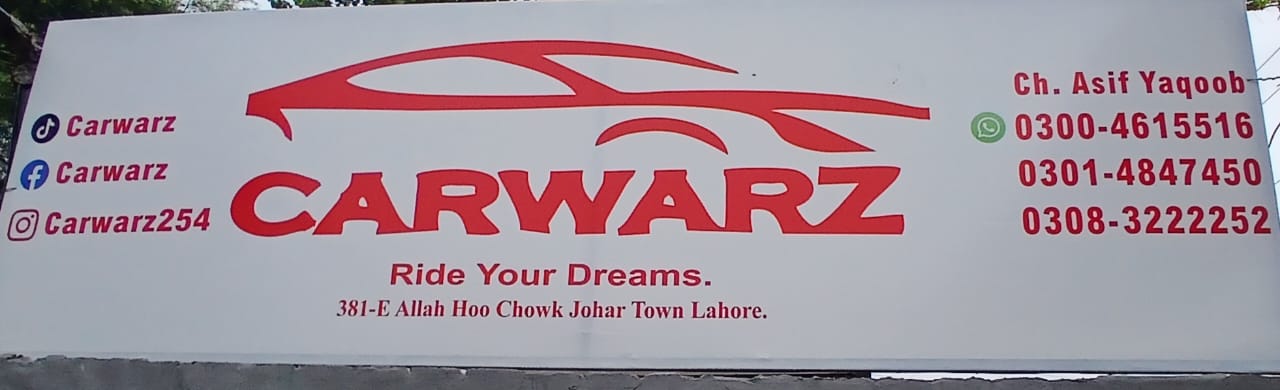 Carwarz
Carwarz
Carwarz254
CARWARZ
Ride Your Dreams.
381-E Allah Hoo Chowk Johar Town Lahore.
Ch. Asif Yaqoob
0300-4615516
0301-4847450
0308-3222252